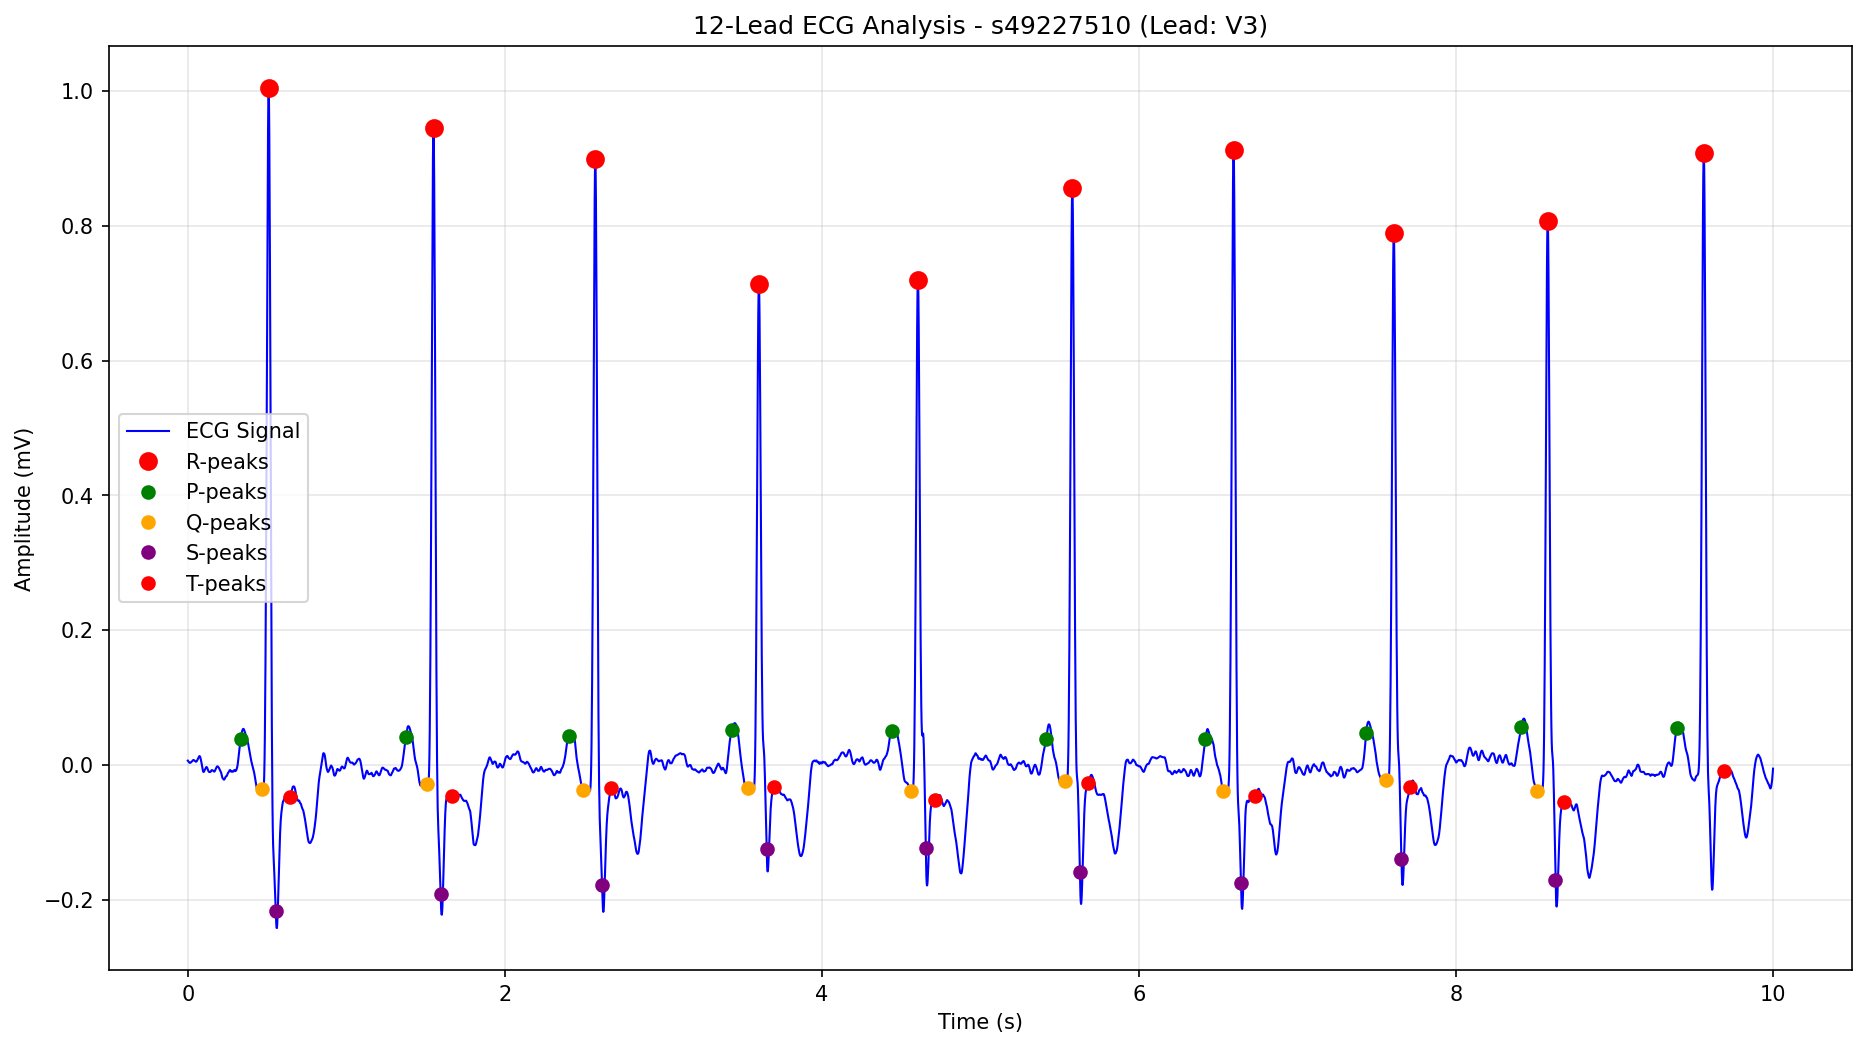 12-Lead ECG Analysis - s49227510 (Lead: V3)
Amplitude (mV)
1.0
0.8
0.6
0.4
0.2
0.0
−0.2
ECG Signal
R-peaks
P-peaks
Q-peaks
S-peaks
T-peaks
0 2 4 6 8 10
Time (s)